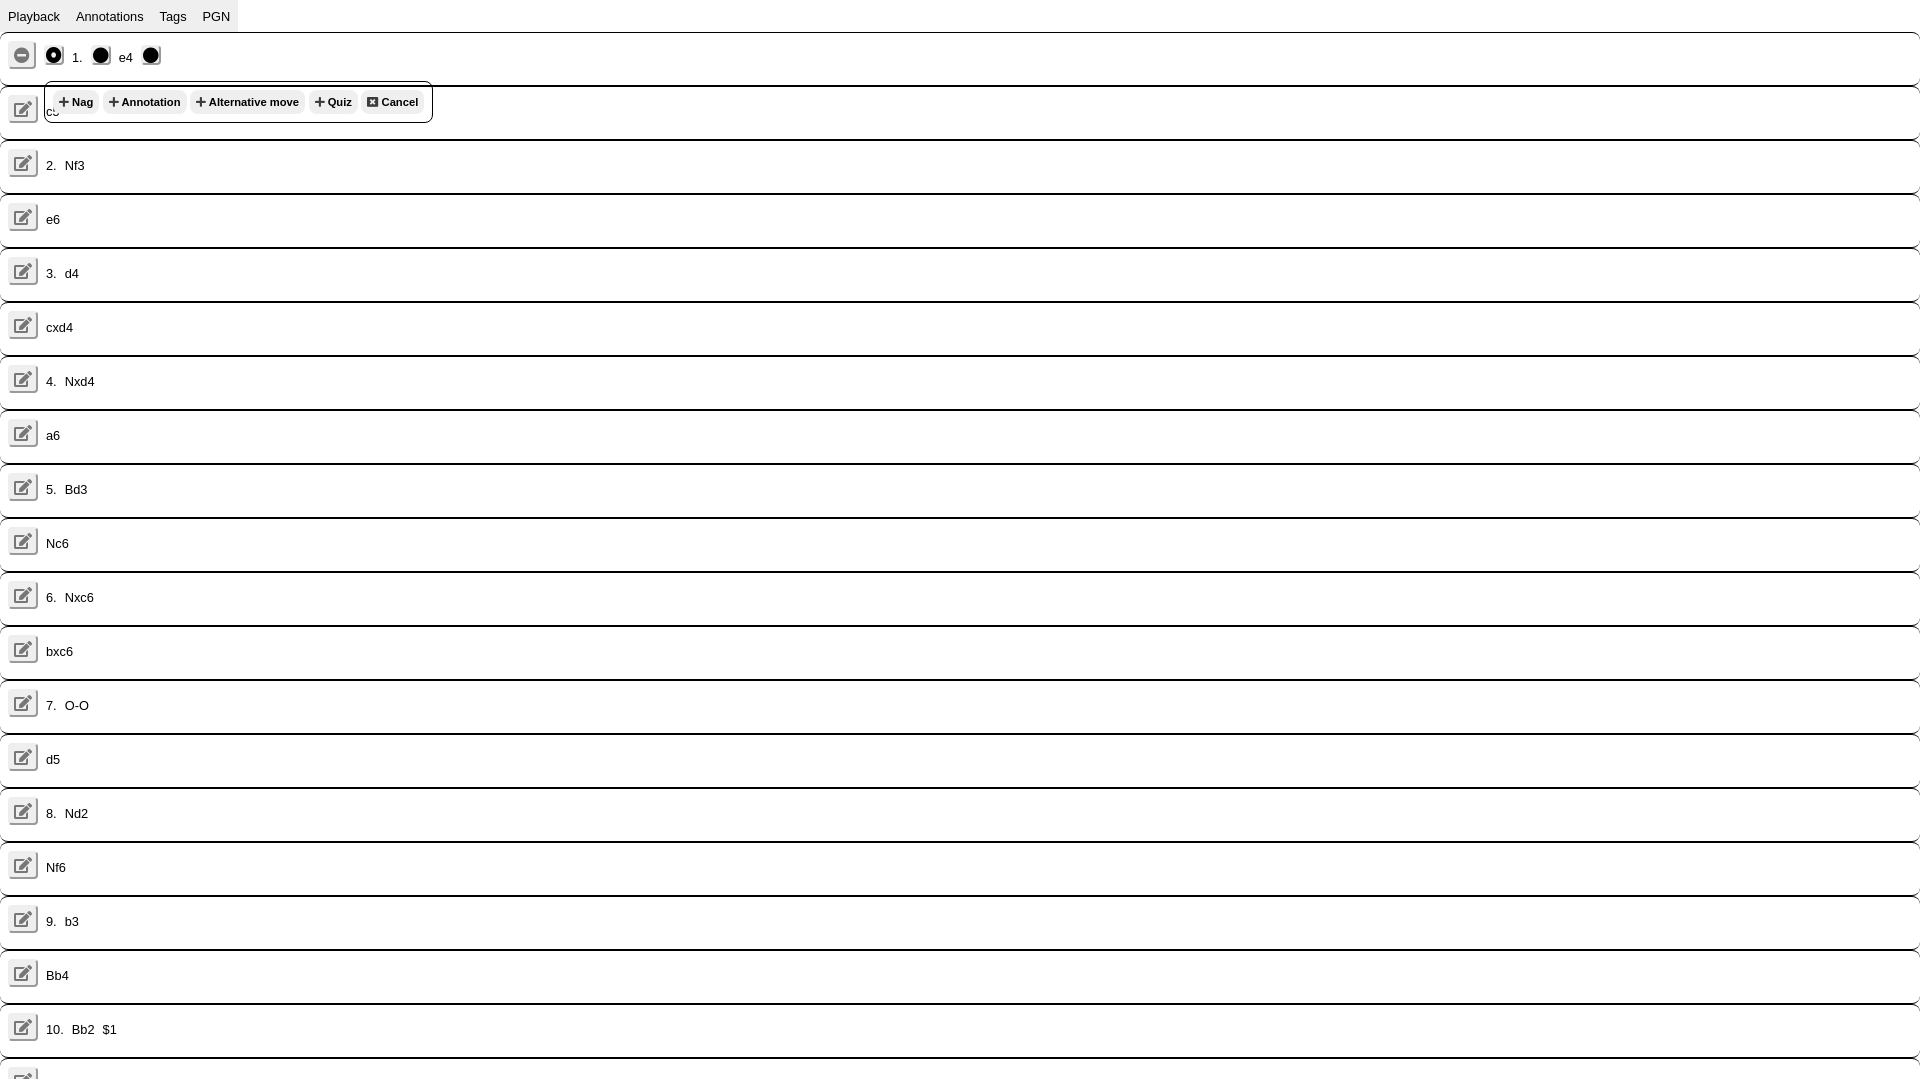 Playback Annotations Tags PGN
1. e4
Nag Annotation Alternative move Quiz Cancel
2. Nf3
e6
3. d4
cxd4
4. Nxd4
a6
5. Bd3
Nc6
6. Nxc6
bxc6
7. O-O
d5
8. Nd2
Nf6
9. b3
Bb4
10. Bb2 $1